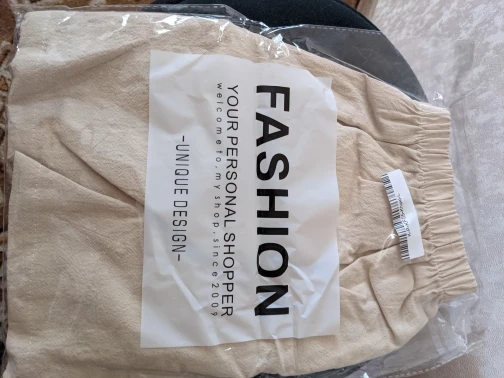 FASHION
YOUR PERSONAL SHOPPER
welcome to. my shop. since 2009
-UNIQUE DESIGN-